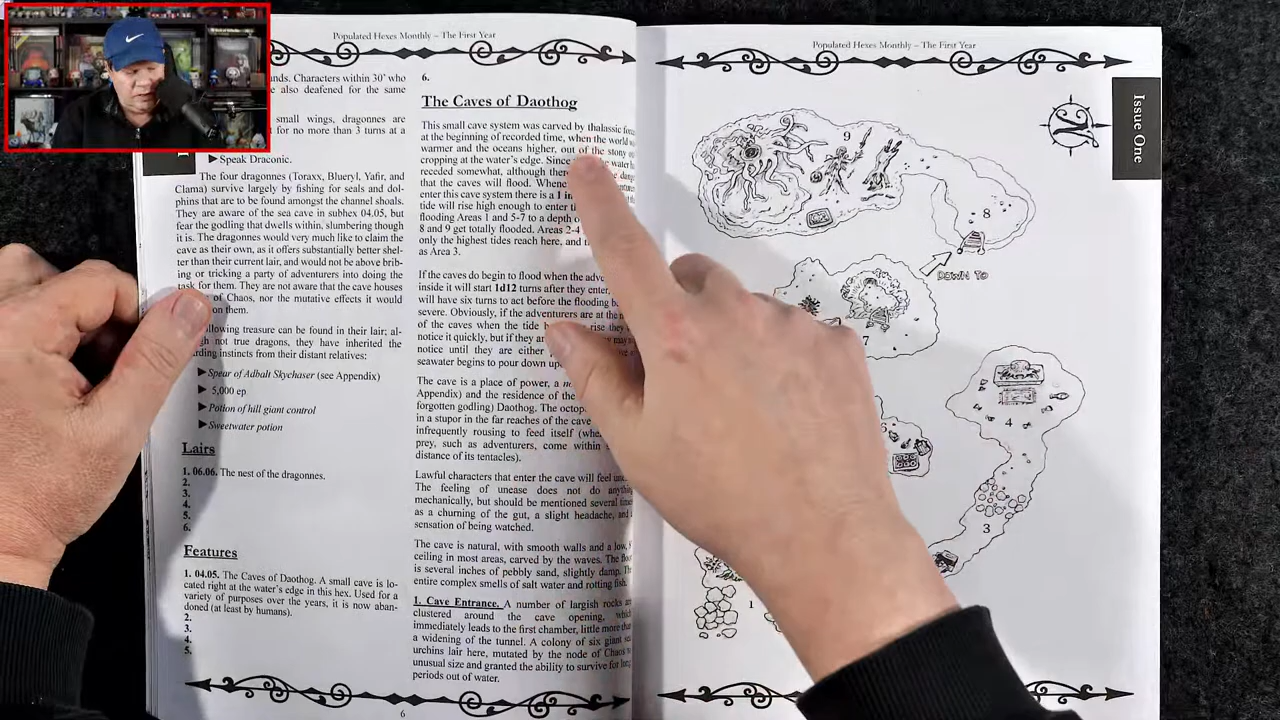 Populated Hexes Monthly – The First Year
Characters within 30' who
also deafened for the same
small wings, dragonnes are
for no more than 3 turns at a
▶Speak Draconic.
The four dragonnes (Toraxx, Blueryl, Yafir, and
Clama) survive largely by fishing for seals and dol-
phins that are to be found amongst the channel shoals.
They are aware of the sea cave in subhex 04.05, but
fear the godling that dwells within, slumbering though
it is. The dragonnes would very much like to claim the
cave as their own, as it offers substantially better shel-
ter than their current lair, and would not be above brib-
ing or tricking a party of adventurers into doing the
task for them. They are not aware that the cave houses
of Chaos, nor the mutative effects it would
on them.
llowing treasure can be found in their lair; al-
not true dragons, they have inherited the
instincts from their distant relatives:
▶Spear of Adbalt Skychaser (see Appendix)
▶5,000 ep
▶Potion of hill giant control
▶Sweetwater potion
Lairs
1. 06.06. The nest of the dragonnes.
2.
3.
4.
5.
6.
Features
1. 04.05. The Caves of Daothog. A small cave is lo-
cated right at the water's edge in this hex. Used for a
variety of purposes over the years, it is now aban-
doned (at least by humans).
2.
3.
4.
5.
6.
The Caves of Daothog
This small cave system was carved by thalassic
at the beginning of recorded time, when the world
warmer and the oceans higher, out of the stony
cropping at the water's edge. Since water
receded somewhat, although
that the caves will flood.
enter this cave system there is a 1 in
tide will rise high enough to enter
flooding Areas 1 and 5-7 to a depth
8 and 9 get totally flooded. Areas 2-4
only the highest tides reach here, and
as Area 3.
If the caves do begin to flood when the
inside it will start 1d12 turns after they enter,
will have six turns to act before the flooding
severe. Obviously, if the adventurers are at the
of the caves when the tide rise they
notice it quickly, but if they
notice until they are either
seawater begins to pour down
The cave is a place of power, a
Appendix) and the residence of the
forgotten godling) Daothog. The
in a stupor in the far reaches of the cave
infrequently rousing to feed itself
prey, such as adventurers, come within
distance of its tentacles).
Lawful characters that enter the cave will feel
The feeling of unease does not do
mechanically, but should be mentioned several
as a churning of the gut, a slight headache,
sensation of being watched.
The cave is natural, with smooth walls and a low,
ceiling in most areas, carved by the waves. The
is several inches of pebbly sand, slightly damp.
entire complex smells of salt water and rotting fish.
1. Cave Entrance. A number of largish rocks
clustered around the cave opening, which
immediately leads to the first chamber, little more
a widening of the tunnel. A colony of six giant
urchins lair here, mutated by the node of Chaos
unusual size and granted the ability to survive for
periods out of water.
6
Populated Hexes Monthly – The First Year
Issue One
N
9
8
DOWN TO
7
4
3
1